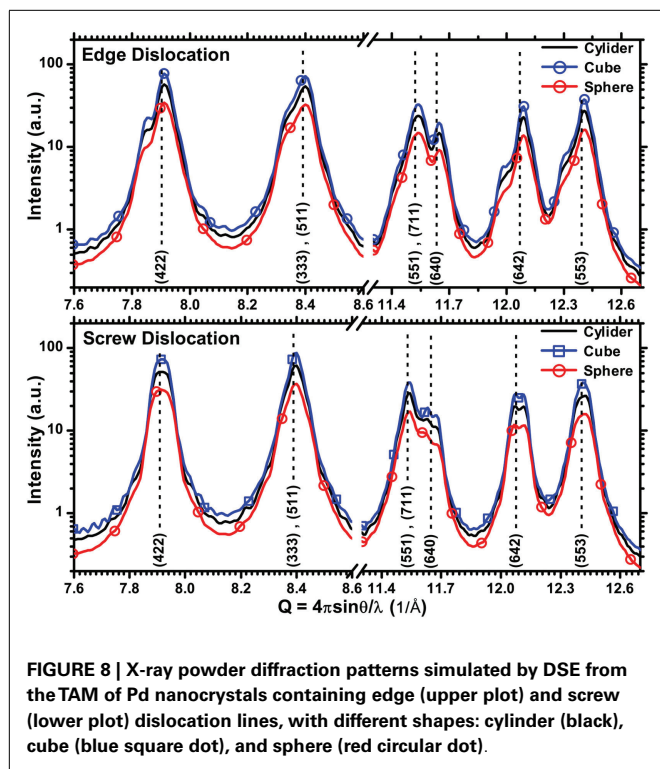 Edge Dislocation
Cylider
Cube
Sphere
Intensity (a.u.)
100
10
1
(422)
(333) , (511)
(551) , (711)
(640)
(642)
(553)
7.6 7.8 8.0 8.2 8.4 8.6 11.4 11.7 12.0 12.3 12.6
Screw Dislocation
Cylider
Cube
Sphere
Intensity (a.u.)
100
10
1
(422)
(333) , (511)
(551) , (711)
(640)
(642)
(553)
7.6 7.8 8.0 8.2 8.4 8.6 11.4 11.7 12.0 12.3 12.6
Q = 4πsinθ/λ (1/Å)
FIGURE 8 | X-ray powder diffraction patterns simulated by DSE from
the TAM of Pd nanocrystals containing edge (upper plot) and screw
(lower plot) dislocation lines, with different shapes: cylinder (black),
cube (blue square dot), and sphere (red circular dot).